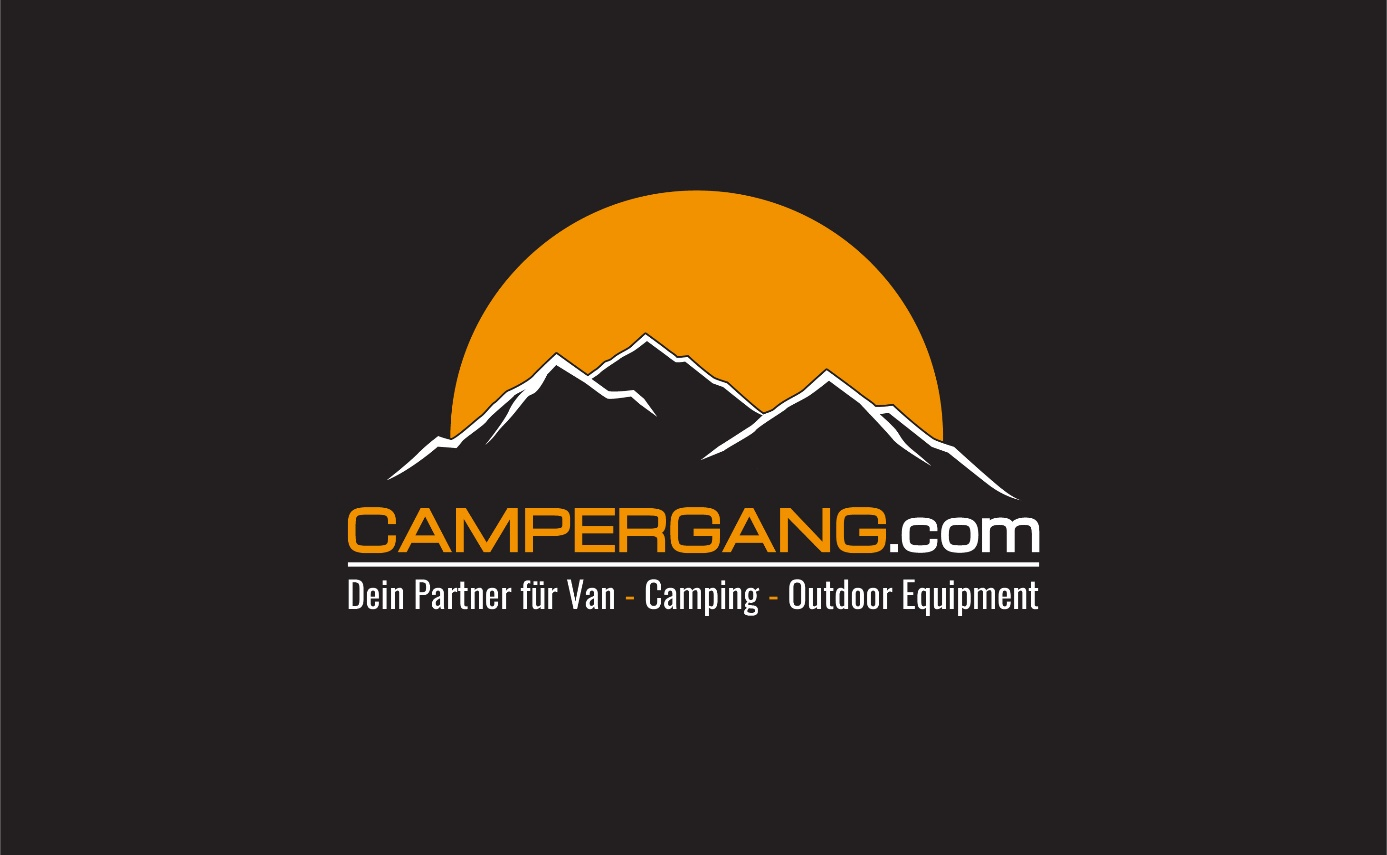 CAMPERGANG.com
Dein Partner für Van - Camping - Outdoor Equipment